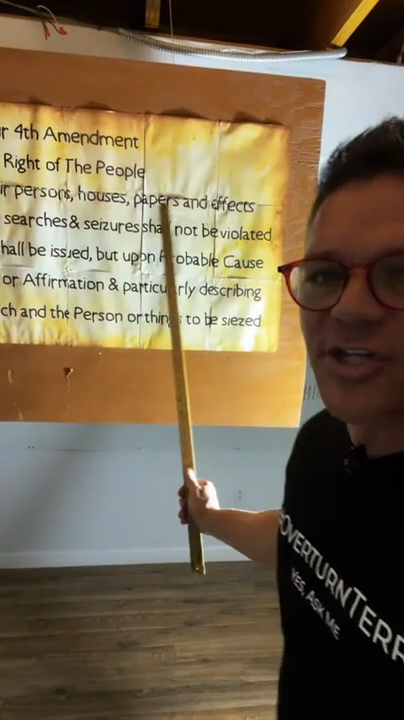 r 4th Amendment
Right of The People
ir persons, houses, papers and effects
searches & seizures shall not be violated
hall be issued, but upon Probable Cause
or Affirmation & particularly describing
ch and the Person or things to be siezed
OVERTURNTERR
YES, ASK ME